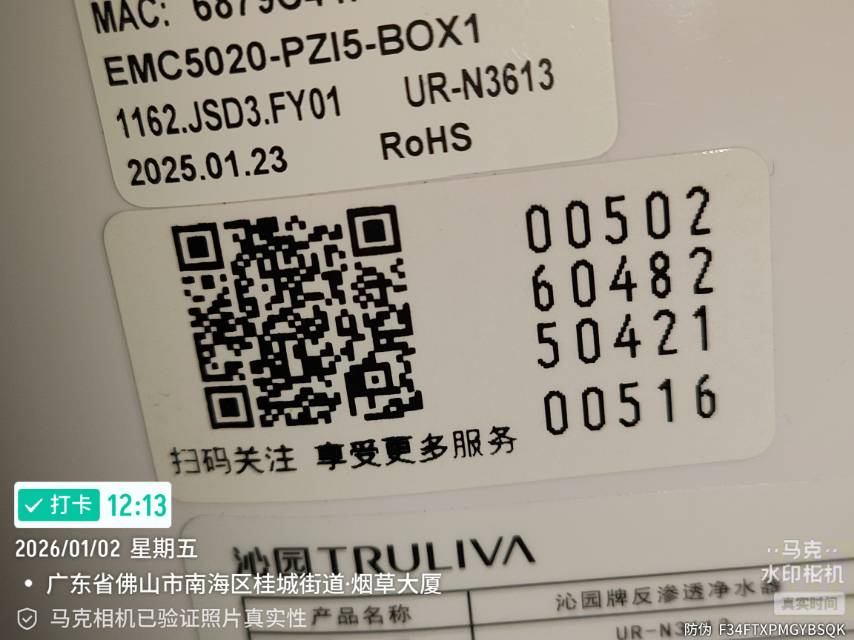 MAC:
EMC5020-PZI5-BOX1
1162.JSD3.FY01 UR-N3613
2025.01.23 RoHS
00502
60482
50421
00516
扫码关注 享受更多服务
沁园TRULIVA
产品名称 沁园牌反渗透净水器
打卡 12:13
2026/01/02 星期五
广东省佛山市南海区桂城街道·烟草大厦
马克相机已验证照片真实性
马克
水印相机
真实时间
防伪 F34FTXPMGYBSQK